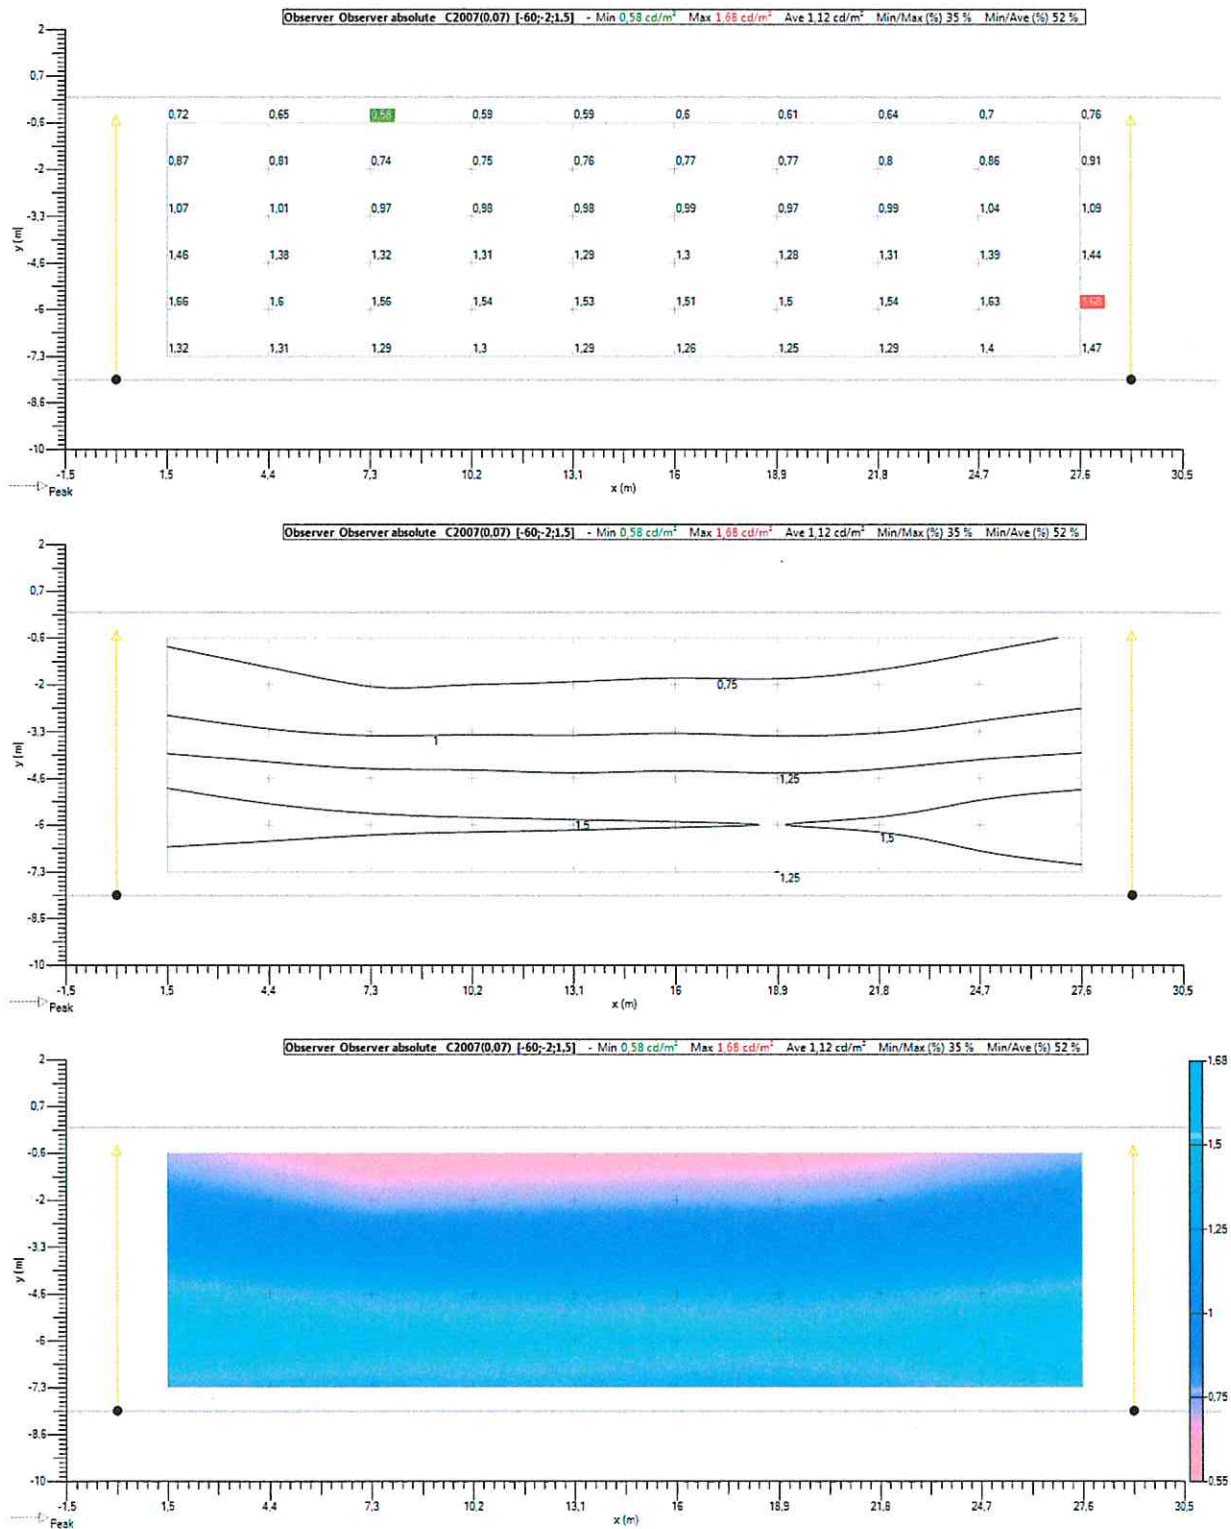 Observer Observer absolute C2007(0,07) [-60;-2;1,5] - Min 0,58 cd/m² Max 1,68 cd/m² Ave 1,12 cd/m² Min/Max (%) 35 % Min/Ave (%) 52 %
2
0,7
0,72 0,65 0,58 0,59 0,59 0,6 0,61 0,64 0,7 0,76
-0,6
0,87 0,81 0,74 0,75 0,76 0,77 0,77 0,8 0,86 0,91
-2
1,07 1,01 0,97 0,98 0,98 0,99 0,97 0,99 1,04 1,09
-3,3
y (m)
1,46 1,38 1,32 1,31 1,29 1,3 1,28 1,31 1,39 1,44
-4,6
1,66 1,6 1,56 1,54 1,53 1,51 1,5 1,54 1,63 1,68
-6
1,32 1,31 1,29 1,3 1,29 1,26 1,25 1,29 1,4 1,47
-7,3
-8,6
-10
-1,5 1,5 4,4 7,3 10,2 13,1 16 18,9 21,8 24,7 27,6 30,5
Peak
x (m)
Observer Observer absolute C2007(0,07) [-60;-2;1,5] - Min 0,58 cd/m² Max 1,68 cd/m² Ave 1,12 cd/m² Min/Max (%) 35 % Min/Ave (%) 52 %
2
0,7
-0,6
-2
0,75
-3,3
1
y (m)
-4,6
1,25
-6
1,5
1,5
-7,3
1,25
-8,6
-10
-1,5 1,5 4,4 7,3 10,2 13,1 16 18,9 21,8 24,7 27,6 30,5
Peak
x (m)
Observer Observer absolute C2007(0,07) [-60;-2;1,5] - Min 0,58 cd/m² Max 1,68 cd/m² Ave 1,12 cd/m² Min/Max (%) 35 % Min/Ave (%) 52 %
2
1,68
0,7
1,5
-0,6
-2
1,25
-3,3
y (m)
-4,6
1
-6
-7,3
0,75
-8,6
-10
0,55
-1,5 1,5 4,4 7,3 10,2 13,1 16 18,9 21,8 24,7 27,6 30,5
Peak
x (m)